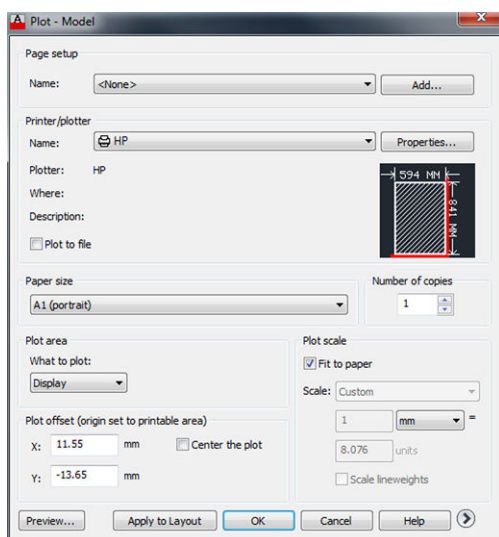 Plot - Model
Page setup
Name: <None> Add...
Printer/plotter
Name: HP Properties...
Plotter: HP
Where:
Description:
Plot to file
594 MM
841 MM
Paper size
A1 (portrait)
Number of copies
1
Plot area
What to plot:
Display
Plot scale
Fit to paper
Scale: Custom
1 mm =
8.076 units
Scale lineweights
Plot offset (origin set to printable area)
X: 11.55 mm Center the plot
Y: -13.65 mm
Preview... Apply to Layout OK Cancel Help